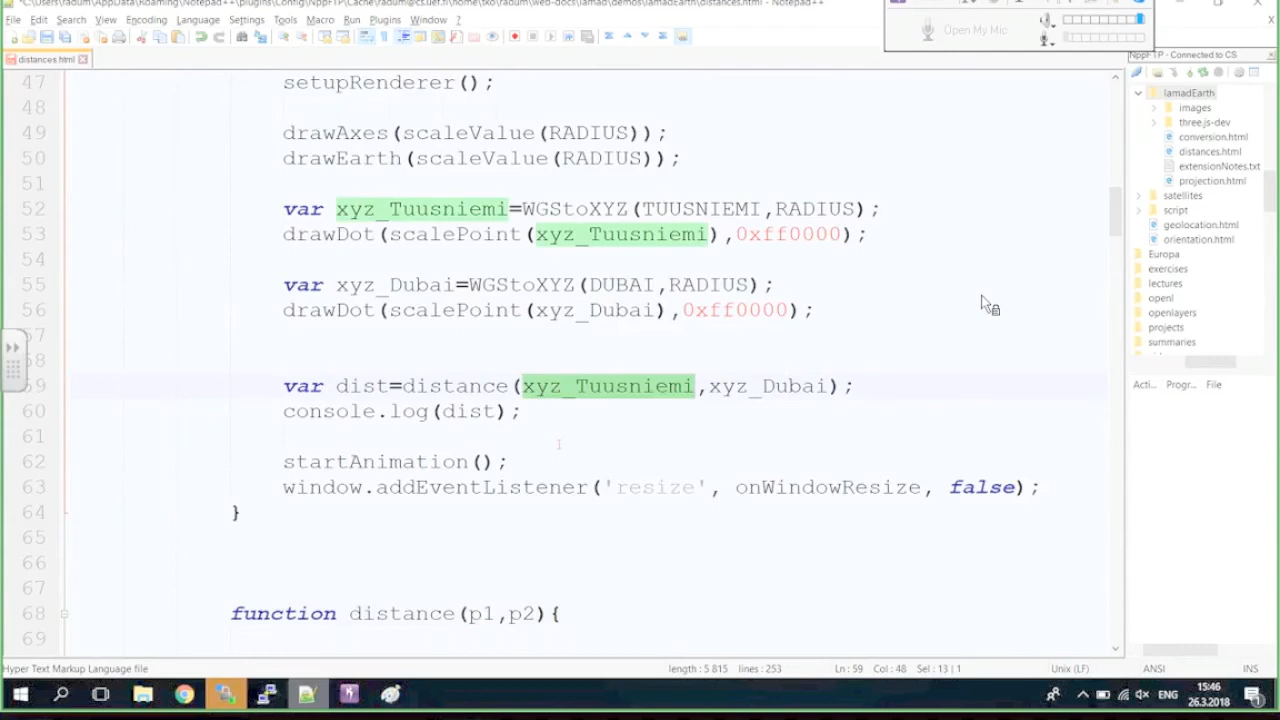 *C:\Users\radum\AppData\Roaming\Notepad++\plugins\Config\NppFTP\Cache\radum@cs.uef.fi\home\tko\radum\web-docs\lamad\demos\lamadEarth\distances.html - Notepad++
File Edit Search View Encoding Language Settings Tools Macro Run Plugins Window ?
Open My Mic
distances.html
47 setupRenderer();
48
49 drawAxes(scaleValue(RADIUS));
50 drawEarth(scaleValue(RADIUS));
51
52 var xyz_Tuusniemi=WGStoXYZ(TUUSNIEMI,RADIUS);
53 drawDot(scalePoint(xyz_Tuusniemi),0xff0000);
54
55 var xyz_Dubai=WGStoXYZ(DUBAI,RADIUS);
56 drawDot(scalePoint(xyz_Dubai),0xff0000);
57
58
59 var dist=distance(xyz_Tuusniemi,xyz_Dubai);
60 console.log(dist);
61
62 startAnimation();
63 window.addEventListener('resize', onWindowResize, false);
64 }
65
66
67
68 function distance(p1,p2){
69
NppFTP - Connected to CS
lamadEarth
images
three.js-dev
conversion.html
distances.html
extensionNotes.txt
projection.html
satellites
script
geolocation.html
orientation.html
Europa
exercises
lectures
openl
openlayers
projects
summaries
Acti... Progr... File
Hyper Text Markup Language file length : 5 815 lines : 253 Ln : 59 Col : 48 Sel : 13 | 1 Unix (LF) ANSI INS
ENG
15:46
26.3.2018